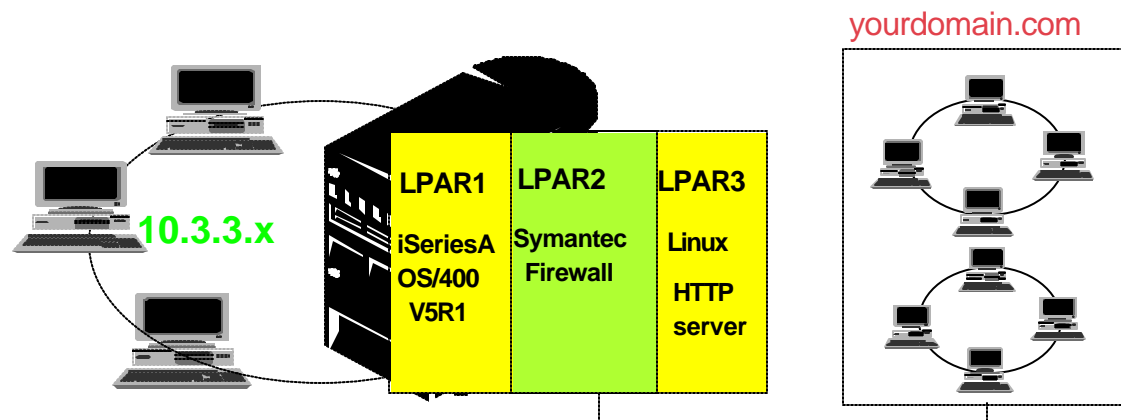 yourdomain.com
10.3.3.x
LPAR1
iSeriesA
OS/400
V5R1
LPAR2
Symantec
Firewall
LPAR3
Linux
HTTP
server